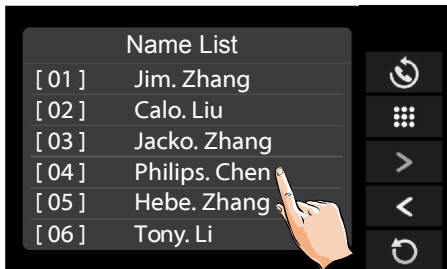 Name List
[ 01 ] Jim. Zhang
[ 02 ] Calo. Liu
[ 03 ] Jacko. Zhang
[ 04 ] Philips. Chen
[ 05 ] Hebe. Zhang
[ 06 ] Tony. Li